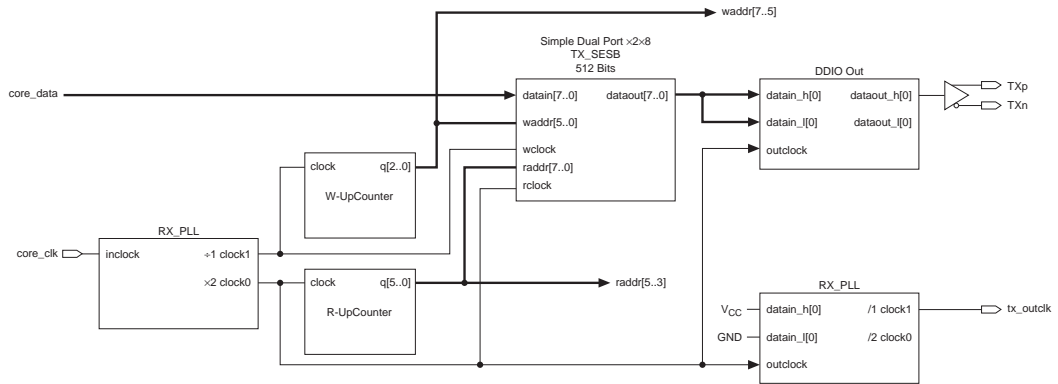 waddr[7..5]
Simple Dual Port ×2×8
TX_SESB
512 Bits
DDIO Out
core_data
datain[7..0] dataout[7..0]
datain_h[0] dataout_h[0]
TXp
TXn
waddr[5..0]
datain_l[0] dataout_l[0]
wclock
outclock
clock q[2..0]
raddr[7..0]
rclock
W-UpCounter
RX_PLL
core_clk
inclock ÷1 clock1
×2 clock0
clock q[5..0]
raddr[5..3]
R-UpCounter
RX_PLL
VCC datain_h[0] /1 clock1
tx_outclk
GND datain_l[0] /2 clock0
outclock